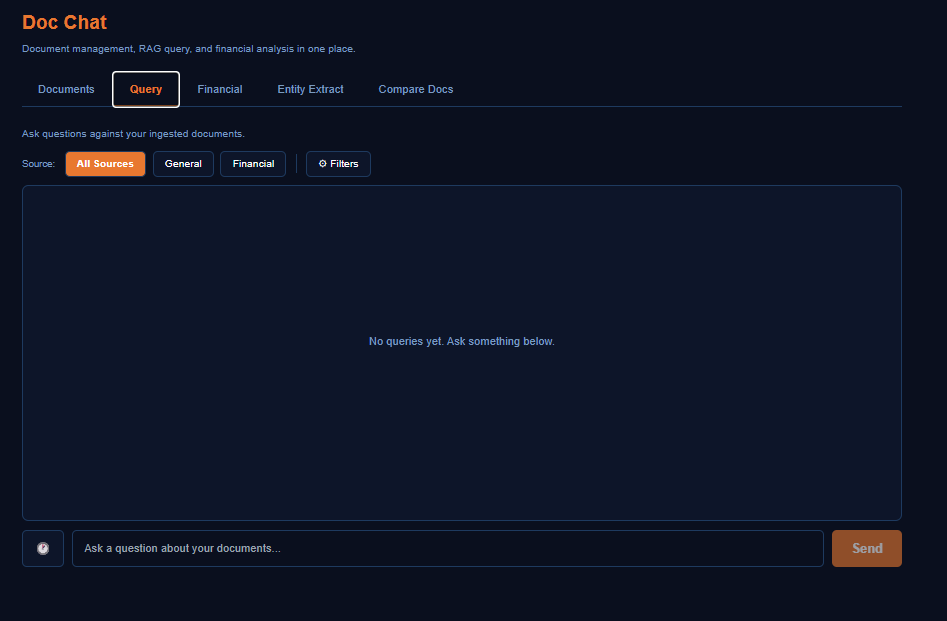 Doc Chat
Document management, RAG query, and financial analysis in one place.
Documents Query Financial Entity Extract Compare Docs
Ask questions against your ingested documents.
Source: All Sources General Financial ⚙ Filters
No queries yet. Ask something below.
Ask a question about your documents... Send